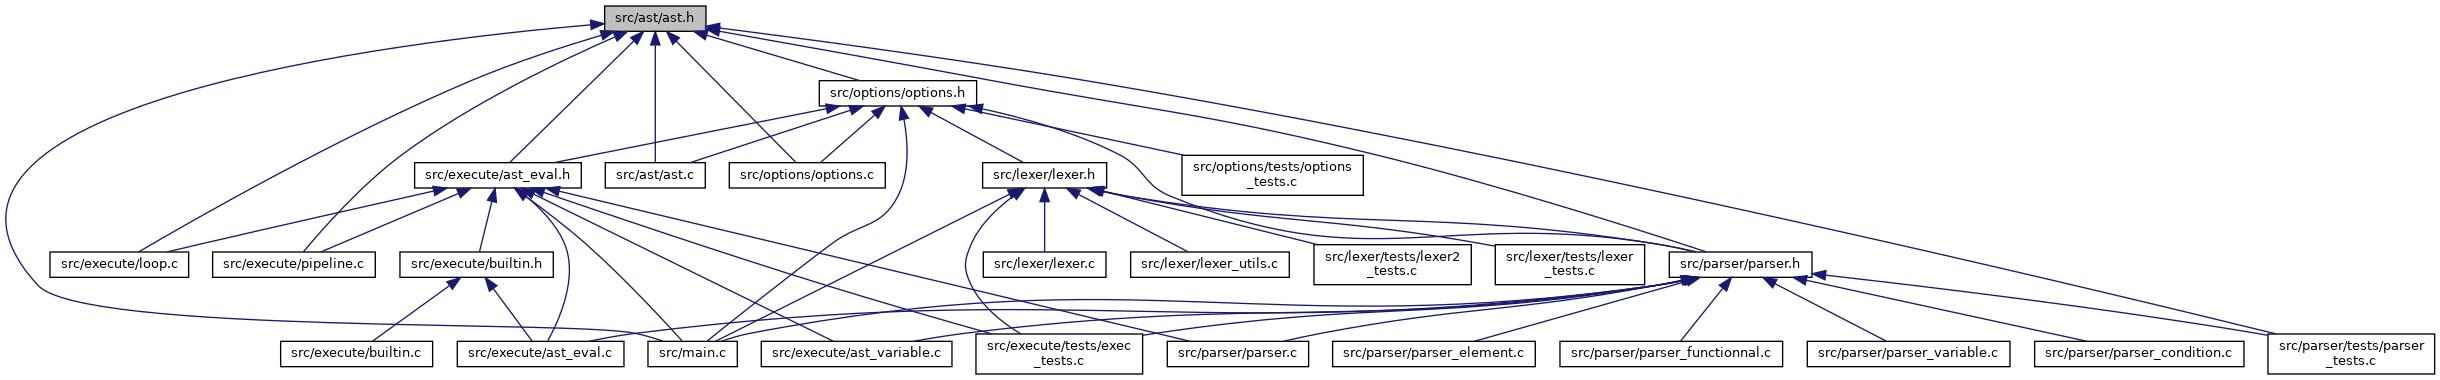 src/ast/ast.h
src/options/options.h
src/execute/ast_eval.h
src/ast/ast.c
src/options/options.c
src/lexer/lexer.h
src/options/tests/options
_tests.c
src/execute/loop.c
src/execute/pipeline.c
src/execute/builtin.h
src/lexer/lexer.c
src/lexer/lexer_utils.c
src/lexer/tests/lexer2
_tests.c
src/lexer/tests/lexer
_tests.c
src/parser/parser.h
src/execute/builtin.c
src/execute/ast_eval.c
src/main.c
src/execute/ast_variable.c
src/execute/tests/exec
_tests.c
src/parser/parser.c
src/parser/parser_element.c
src/parser/parser_functionnal.c
src/parser/parser_variable.c
src/parser/parser_condition.c
src/parser/tests/parser
_tests.c